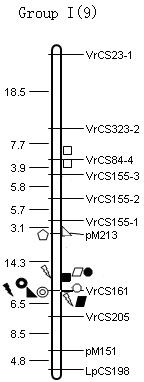 Group I(9)
VrCS23-1
18.5
VrCS323-2
7.7
VrCS84-4
3.9
VrCS155-3
5.8
VrCS155-2
5.7
VrCS155-1
3.1
pM213
14.3
VrCS161
6.5
VrCS205
8.5
pM151
4.8
LpCS198